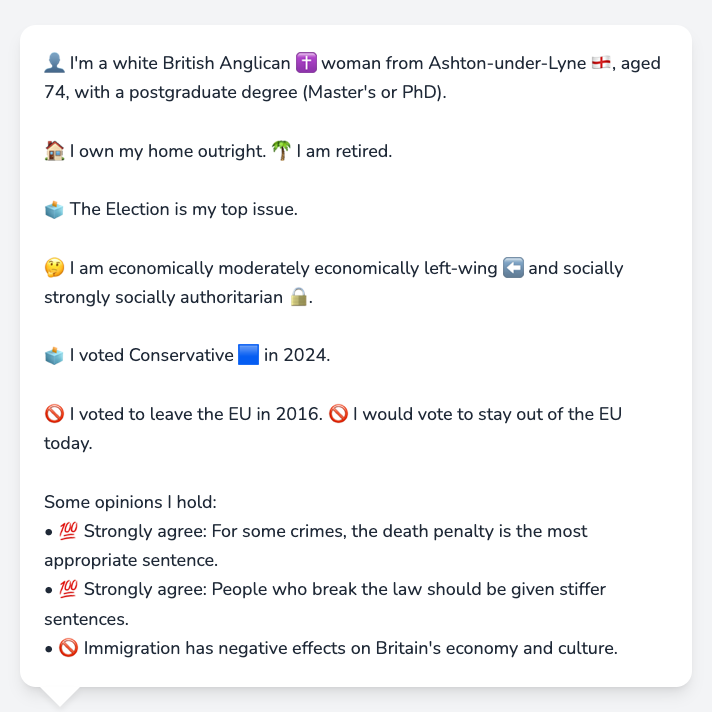 👤 I'm a white British Anglican ✝️ woman from Ashton-under-Lyne 🏴󠁧󠁢󠁥󠁮󠁧󠁿, aged
74, with a postgraduate degree (Master's or PhD).
🏠 I own my home outright. 🌴 I am retired.
🗳️ The Election is my top issue.
🤔 I am economically moderately economically left-wing ⬅️ and socially
strongly socially authoritarian 🔒.
🗳️ I voted Conservative 🟦 in 2024.
🚫 I voted to leave the EU in 2016. 🚫 I would vote to stay out of the EU
today.
Some opinions I hold:
• 💯 Strongly agree: For some crimes, the death penalty is the most
appropriate sentence.
• 💯 Strongly agree: People who break the law should be given stiffer
sentences.
• 🚫 Immigration has negative effects on Britain's economy and culture.